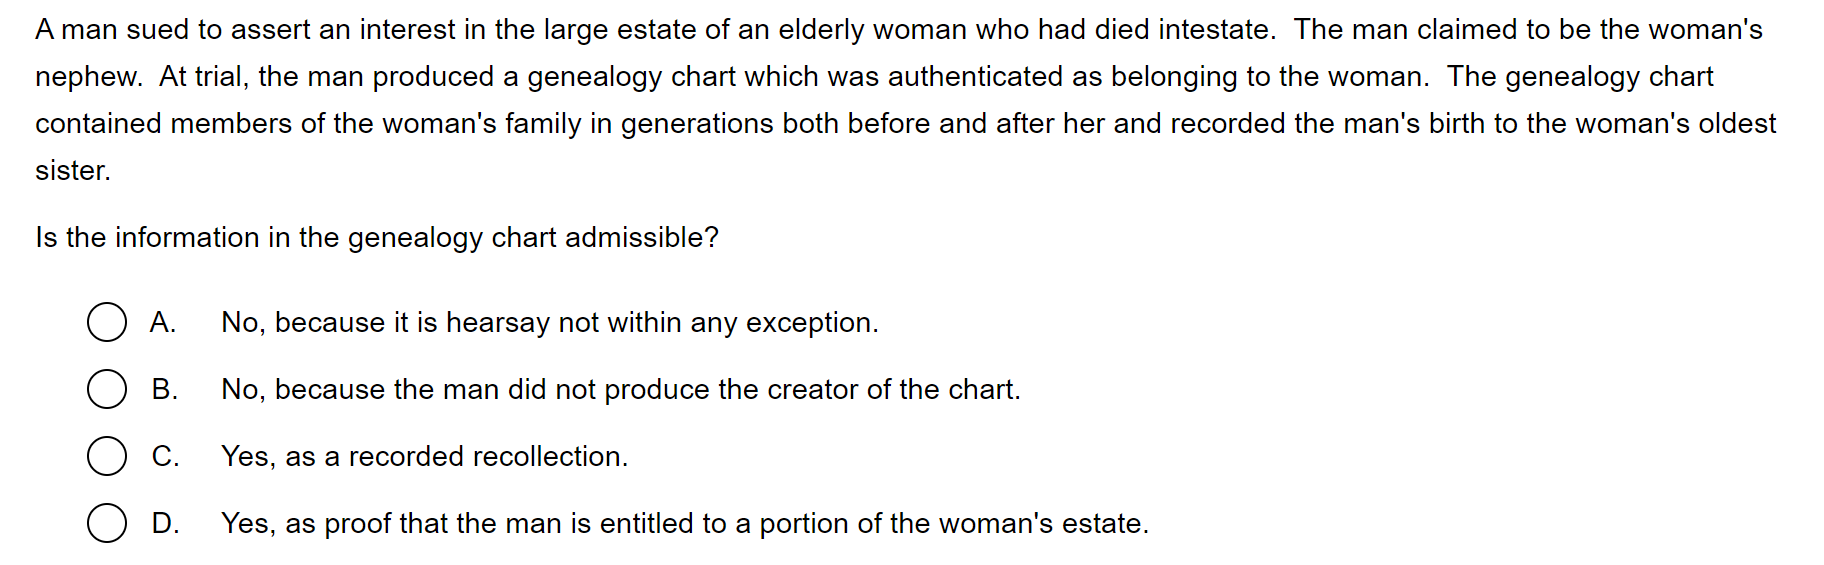 A man sued to assert an interest in the large estate of an elderly woman who had died intestate.  The man claimed to be the woman's
nephew.  At trial, the man produced a genealogy chart which was authenticated as belonging to the woman.  The genealogy chart
contained members of the woman's family in generations both before and after her and recorded the man's birth to the woman's oldest
sister.
Is the information in the genealogy chart admissible?
A. No, because it is hearsay not within any exception.
B. No, because the man did not produce the creator of the chart.
C. Yes, as a recorded recollection.
D. Yes, as proof that the man is entitled to a portion of the woman's estate.